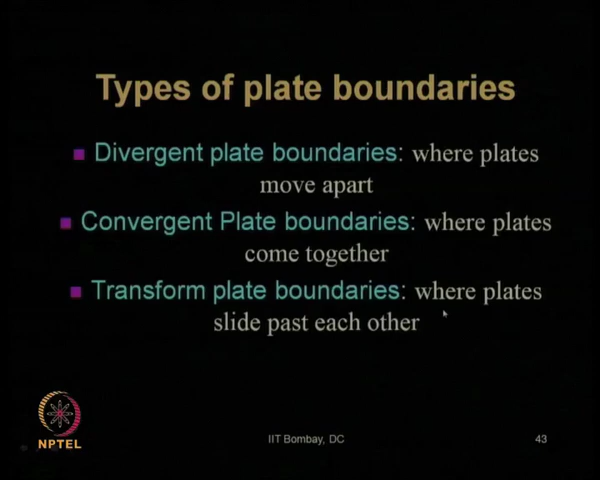 Types of plate boundaries
Divergent plate boundaries: where plates
move apart
Convergent Plate boundaries: where plates
come together
Transform plate boundaries: where plates
slide past each other
NPTEL
IIT Bombay, DC
43